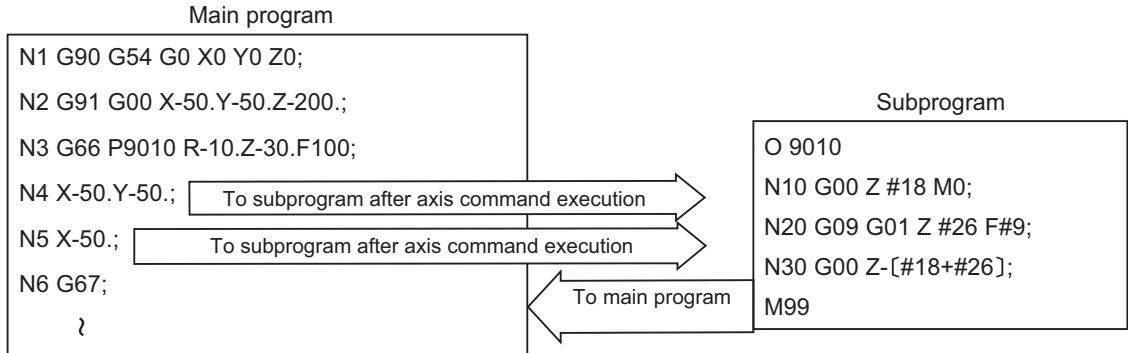 Main program
N1 G90 G54 G0 X0 Y0 Z0;
N2 G91 G00 X-50.Y-50.Z-200.;
N3 G66 P9010 R-10.Z-30.F100;
N4 X-50.Y-50.;
To subprogram after axis command execution
N5 X-50.;
To subprogram after axis command execution
N6 G67;
~
Subprogram
O 9010
N10 G00 Z #18 M0;
N20 G09 G01 Z #26 F#9;
N30 G00 Z-〔#18+#26〕;
M99
To main program